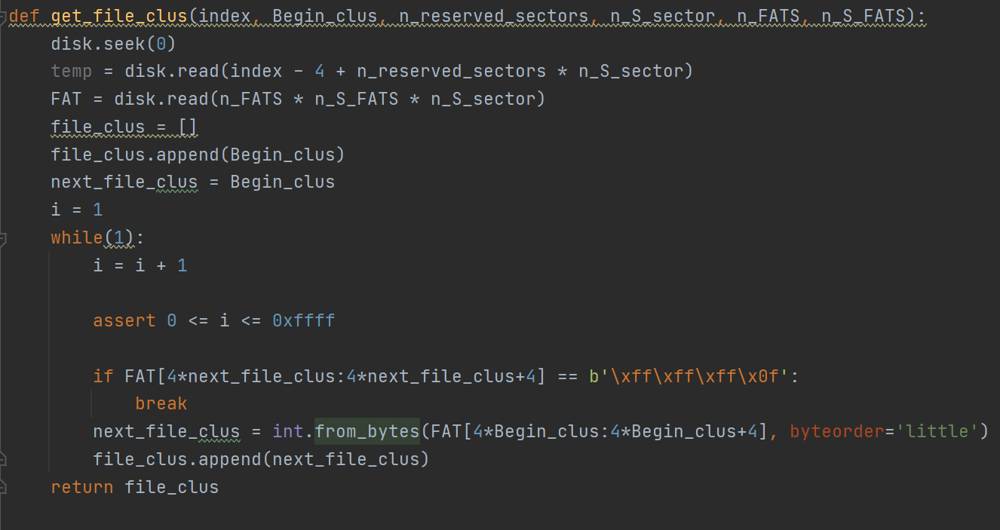 def get_file_clus(index, Begin_clus, n_reserved_sectors, n_S_sector, n_FATS, n_S_FATS):
    disk.seek(0)
    temp = disk.read(index - 4 + n_reserved_sectors * n_S_sector)
    FAT = disk.read(n_FATS * n_S_FATS * n_S_sector)
    file_clus = []
    file_clus.append(Begin_clus)
    next_file_clus = Begin_clus
    i = 1
    while(1):
        i = i + 1
        assert 0 <= i <= 0xffff
        if FAT[4*next_file_clus:4*next_file_clus+4] == b'\xff\xff\xff\x0f':
            break
        next_file_clus = int.from_bytes(FAT[4*Begin_clus:4*Begin_clus+4], byteorder='little')
        file_clus.append(next_file_clus)
    return file_clus